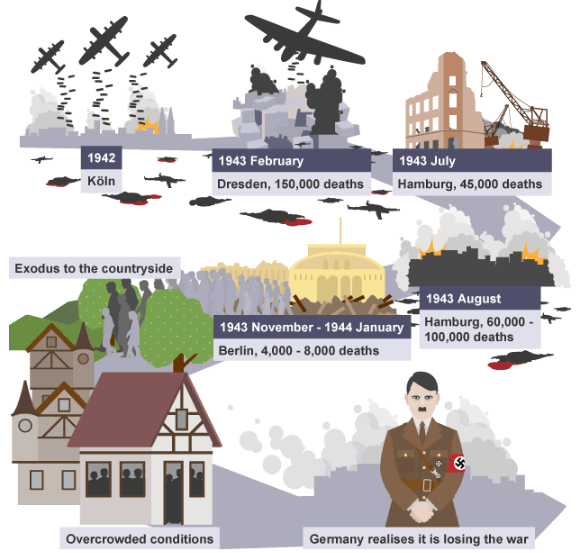 1942
Köln
1943 February
Dresden, 150,000 deaths
1943 July
Hamburg, 45,000 deaths
1943 August
Hamburg, 60,000 -
100,000 deaths
1943 November - 1944 January
Berlin, 4,000 - 8,000 deaths
Exodus to the countryside
Overcrowded conditions
Germany realises it is losing the war